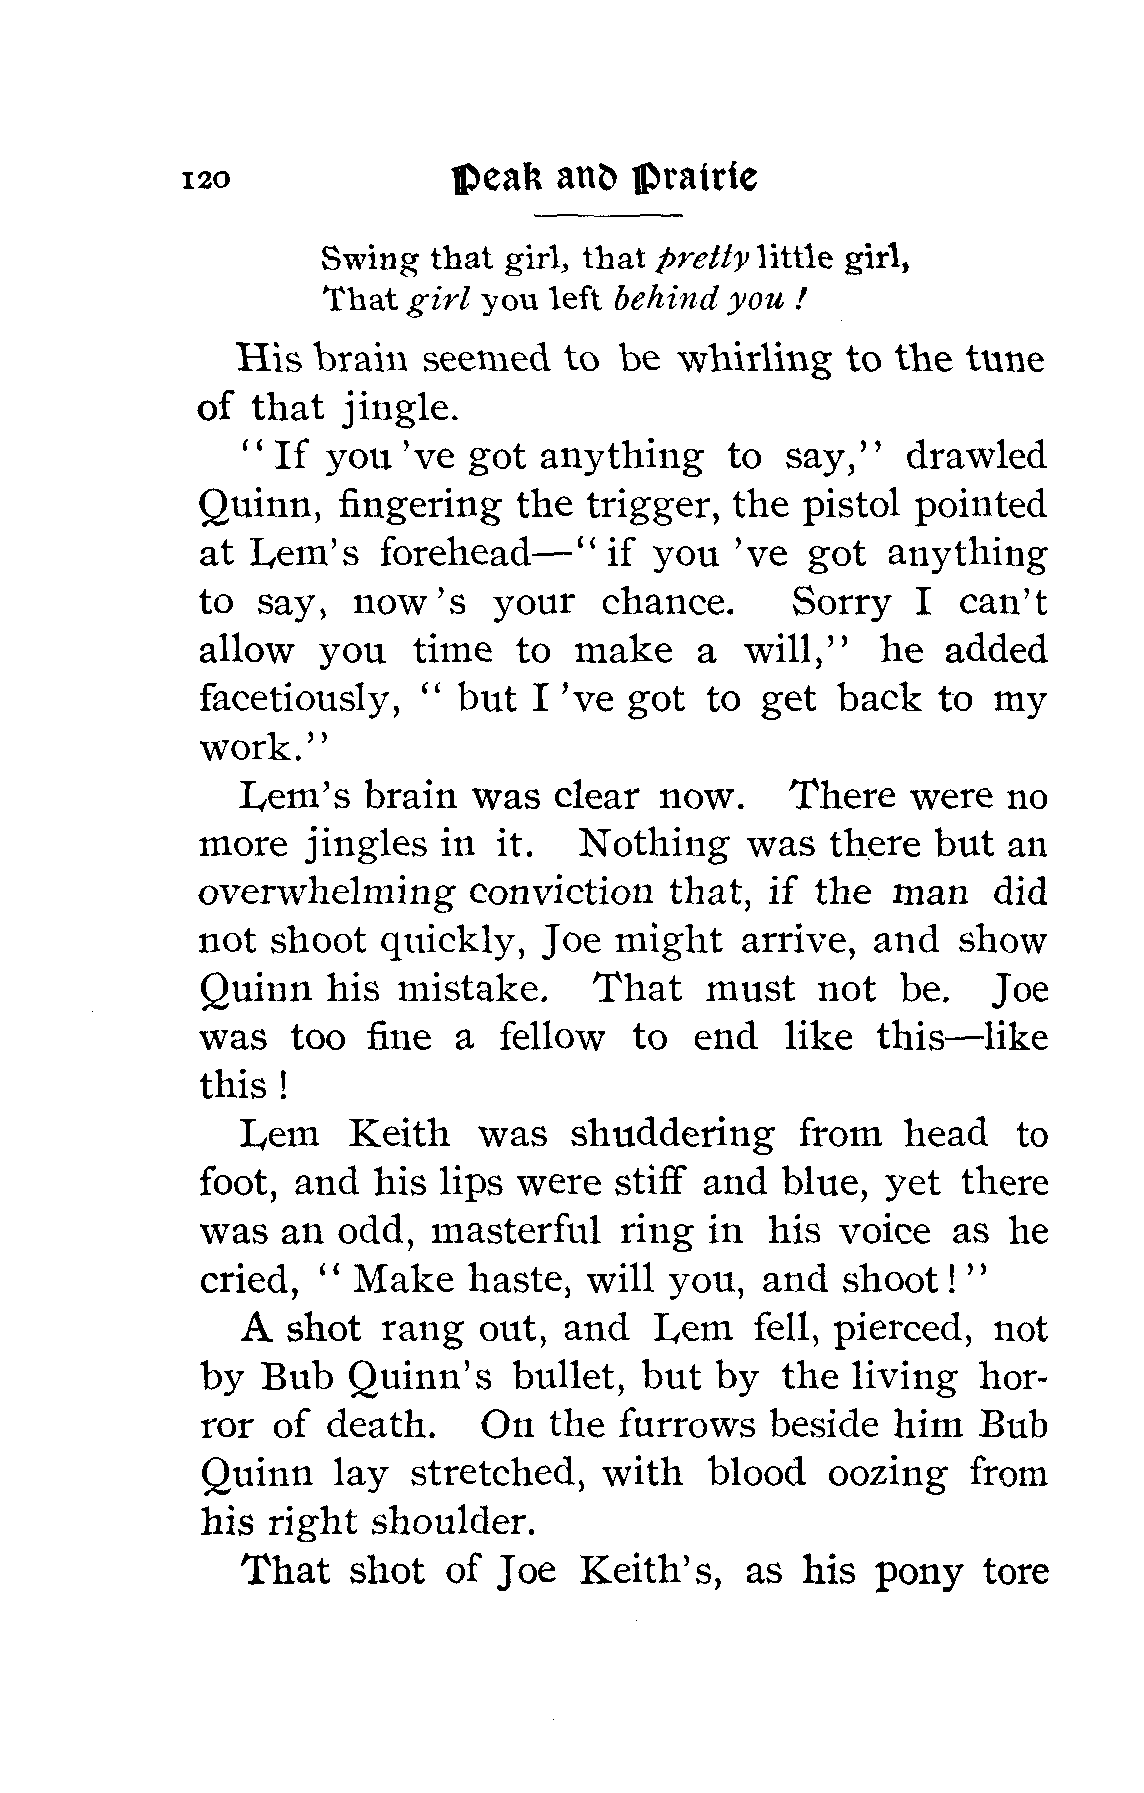 120 Peak and Prairie
Swing that girl, that pretty little girl,
That girl you left behind you !
His brain seemed to be whirling to the tune
of that jingle.
" If you 've got anything to say," drawled
Quinn, fingering the trigger, the pistol pointed
at Lem's forehead—" if you 've got anything
to say, now 's your chance. Sorry I can't
allow you time to make a will," he added
facetiously, " but I 've got to get back to my
work."
Lem's brain was clear now. There were no
more jingles in it. Nothing was there but an
overwhelming conviction that, if the man did
not shoot quickly, Joe might arrive, and show
Quinn his mistake. That must not be. Joe
was too fine a fellow to end like this—like
this !
Lem Keith was shuddering from head to
foot, and his lips were stiff and blue, yet there
was an odd, masterful ring in his voice as he
cried, " Make haste, will you, and shoot ! "
A shot rang out, and Lem fell, pierced, not
by Bub Quinn's bullet, but by the living hor-
ror of death. On the furrows beside him Bub
Quinn lay stretched, with blood oozing from
his right shoulder.
That shot of Joe Keith's, as his pony tore